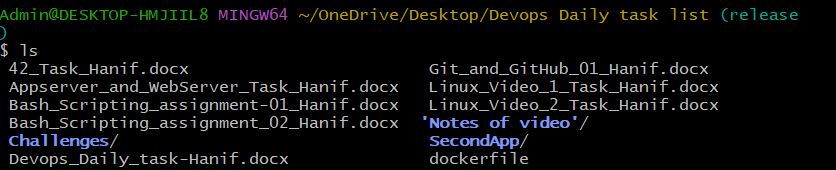 Admin@DESKTOP-HMJIIL8 MINGW64 ~/OneDrive/Desktop/Devops Daily task list (release
)
$ ls
42_Task_Hanif.docx Git_and_GitHub_01_Hanif.docx
Appserver_and_WebServer_Task_Hanif.docx Linux_Video_1_Task_Hanif.docx
Bash_Scripting_assignment-01_Hanif.docx Linux_Video_2_Task_Hanif.docx
Bash_Scripting_assignment_02_Hanif.docx 'Notes of video'/
Challenges/ SecondApp/
Devops_Daily_task-Hanif.docx dockerfile